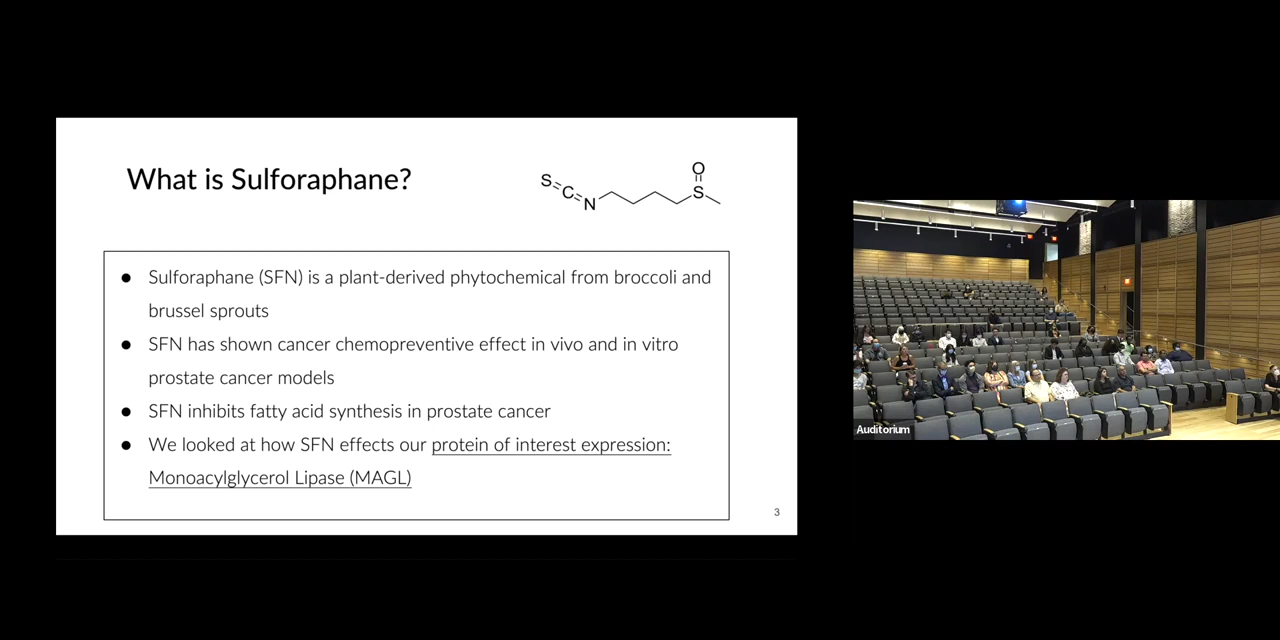 What is Sulforaphane?
O
S
C
N
S
● Sulforaphane (SFN) is a plant-derived phytochemical from broccoli and
brussel sprouts
● SFN has shown cancer chemopreventive effect in vivo and in vitro
prostate cancer models
● SFN inhibits fatty acid synthesis in prostate cancer
● We looked at how SFN effects our protein of interest expression:
Monoacylglycerol Lipase (MAGL)
3
Auditorium